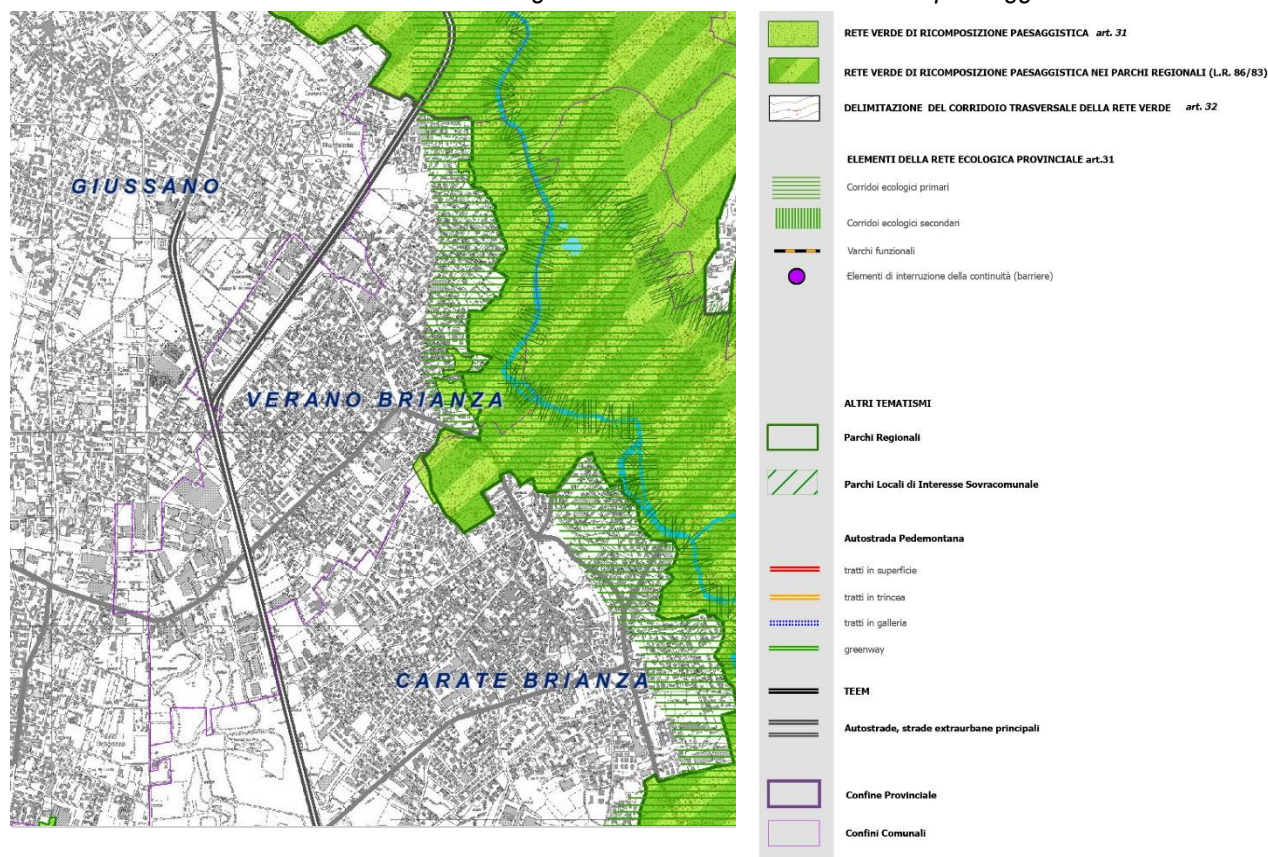 GIUSSANO
VERANO BRIANZA
CARATE BRIANZA
RETE VERDE DI RICOMPOSIZIONE PAESAGGISTICA art. 31
RETE VERDE DI RICOMPOSIZIONE PAESAGGISTICA NEI PARCHI REGIONALI (L.R. 86/83)
DELIMITAZIONE DEL CORRIDOIO TRASVERSALE DELLA RETE VERDE art. 32
ELEMENTI DELLA RETE ECOLOGICA PROVINCIALE art.31
Corridoi ecologici primari
Corridoi ecologici secondari
Varchi funzionali
Elementi di interruzione della continuità (barriere)
ALTRI TEMATISMI
Parchi Regionali
Parchi Locali di Interesse Sovracomunale
Autostrada Pedemontana
tratti in superficie
tratti in trincea
tratti in galleria
greenway
TEEM
Autostrade, strade extraurbane principali
Confine Provinciale
Confini Comunali